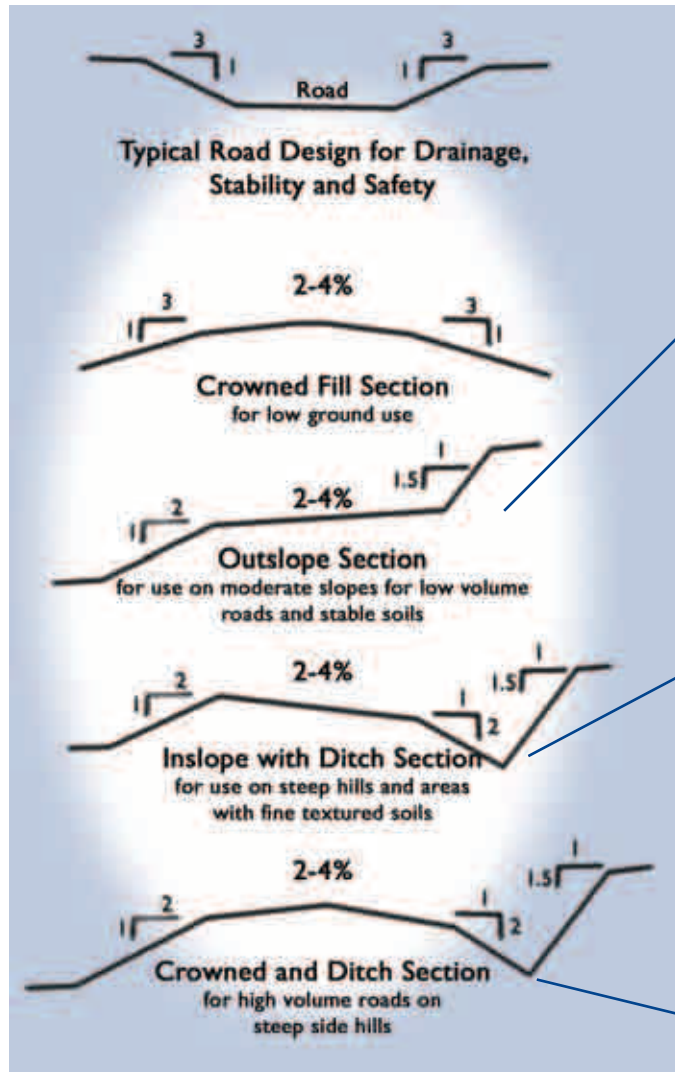 3 3
1 1
Road
Typical Road Design for Drainage,
Stability and Safety
2-4%
3 3
1 1
Crowned Fill Section
for low ground use
1
1.5
2-4%
2
1
Outslope Section
for use on moderate slopes for low volume
roads and stable soils
2-4%
1
1.5
2
1
1
2
Inslope with Ditch Section
for use on steep hills and areas
with fine textured soils
2-4%
1
1.5
2
1
1
2
Crowned and Ditch Section
for high volume roads on
steep side hills